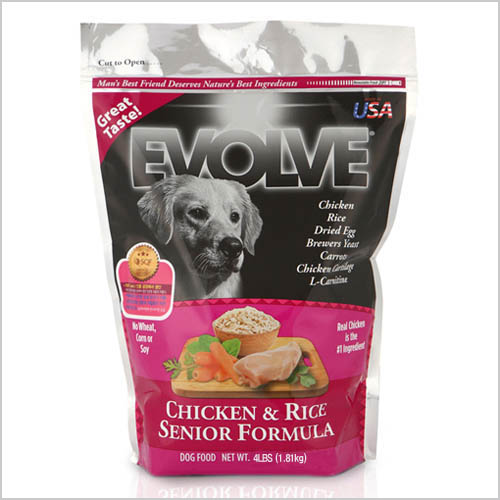 Cut to Open......
Man's Best Friend Deserves Nature's Best Ingredients
Great
Taste!
USA
EVOLVE®
Chicken
Rice
Dried Egg
Brewers Yeast
Carrots
Chicken Cartilage
L-Carnitine
SQF
No Wheat,
Corn or
Soy
Real Chicken
is the
#1 Ingredient
CHICKEN & RICE
SENIOR FORMULA
DOG FOOD NET WT. 4LBS (1.81kg)